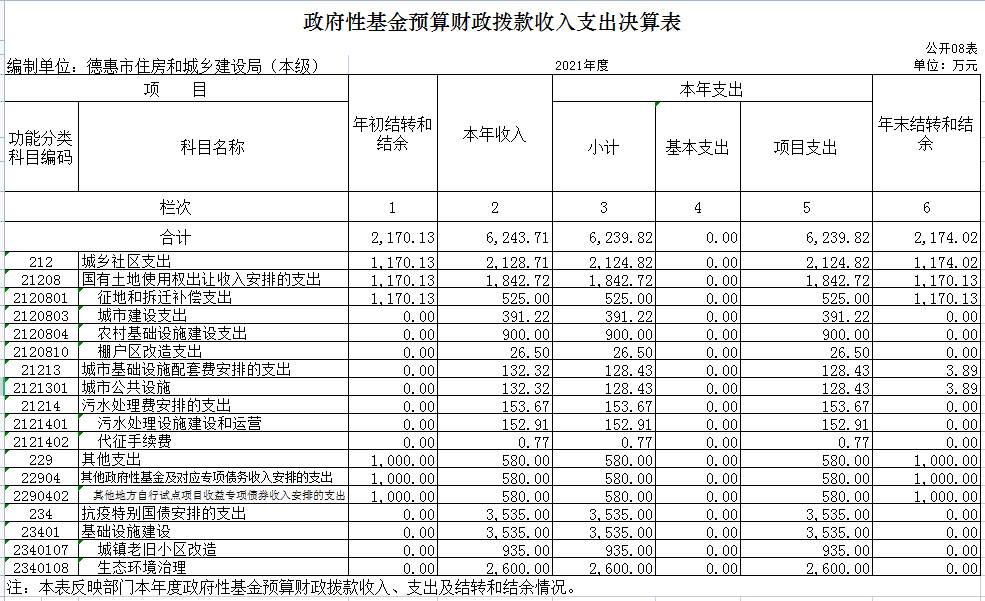 政府性基金预算财政拨款收入支出决算表
公开08表
编制单位：德惠市住房和城乡建设局（本级） 2021年度 单位：万元
项 目 年初结转和结余 本年收入 本年支出 年末结转和结余
功能分类科目编码 科目名称 小计 基本支出 项目支出
栏次 1 2 3 4 5 6
合计 2,170.13 6,243.71 6,239.82 0.00 6,239.82 2,174.02
212 城乡社区支出 1,170.13 2,128.71 2,124.82 0.00 2,124.82 1,174.02
21208 国有土地使用权出让收入安排的支出 1,170.13 1,842.72 1,842.72 0.00 1,842.72 1,170.13
2120801 征地和拆迁补偿支出 1,170.13 525.00 525.00 0.00 525.00 1,170.13
2120803 城市建设支出 0.00 391.22 391.22 0.00 391.22 0.00
2120804 农村基础设施建设支出 0.00 900.00 900.00 0.00 900.00 0.00
2120810 棚户区改造支出 0.00 26.50 26.50 0.00 26.50 0.00
21213 城市基础设施配套费安排的支出 0.00 132.32 128.43 0.00 128.43 3.89
2121301 城市公共设施 0.00 132.32 128.43 0.00 128.43 3.89
21214 污水处理费安排的支出 0.00 153.67 153.67 0.00 153.67 0.00
2121401 污水处理设施建设和运营 0.00 152.91 152.91 0.00 152.91 0.00
2121402 代征手续费 0.00 0.77 0.77 0.00 0.77 0.00
229 其他支出 1,000.00 580.00 580.00 0.00 580.00 1,000.00
22904 其他政府性基金及对应专项债务收入安排的支出 1,000.00 580.00 580.00 0.00 580.00 1,000.00
2290402 其他地方自行试点项目收益专项债券收入安排的支出 1,000.00 580.00 580.00 0.00 580.00 1,000.00
234 抗疫特别国债安排的支出 0.00 3,535.00 3,535.00 0.00 3,535.00 0.00
23401 基础设施建设 0.00 3,535.00 3,535.00 0.00 3,535.00 0.00
2340107 城镇老旧小区改造 0.00 935.00 935.00 0.00 935.00 0.00
2340108 生态环境治理 0.00 2,600.00 2,600.00 0.00 2,600.00 0.00
注：本表反映部门本年度政府性基金预算财政拨款收入、支出及结转和结余情况。